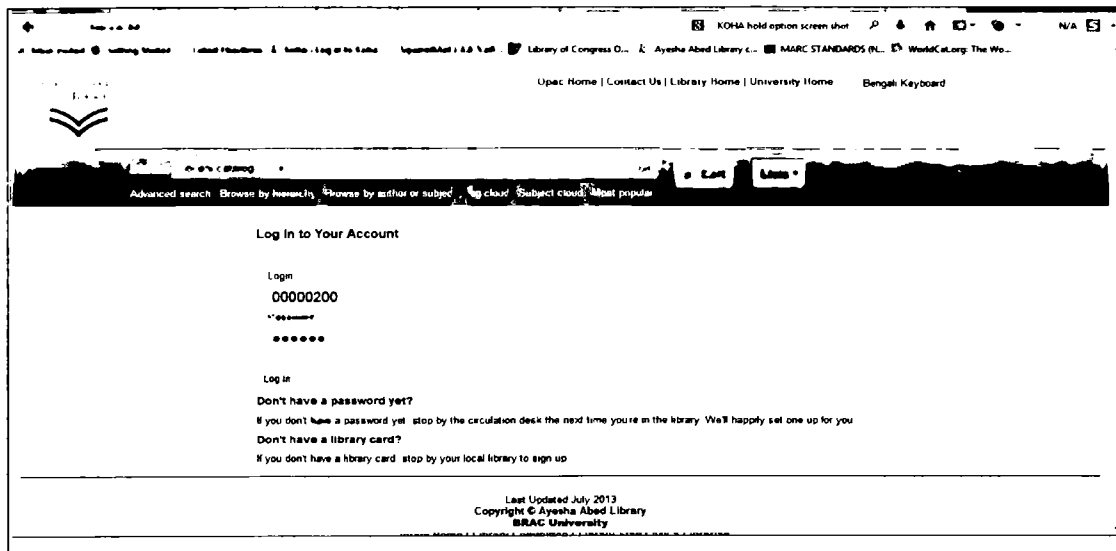 KOHA hold option screen shot N/A
Library of Congress O... Ayesha Abed Library c... MARC STANDARDS (N... WorldCat.org: The Wo...
Opac Home | Contact Us | Library Home | University Home Bengali Keyboard
catalog Cart Lists
Advanced search Browse by hierarchy Browse by author or subject cloud Subject cloud Most popular
Log In to Your Account
Login
00000200
Password
Log In
Don't have a password yet?
If you don't have a password yet stop by the circulation desk the next time you're in the library We'll happily set one up for you
Don't have a library card?
If you don't have a library card stop by your local library to sign up
Last Updated July 2013
Copyright © Ayesha Abed Library
BRAC University